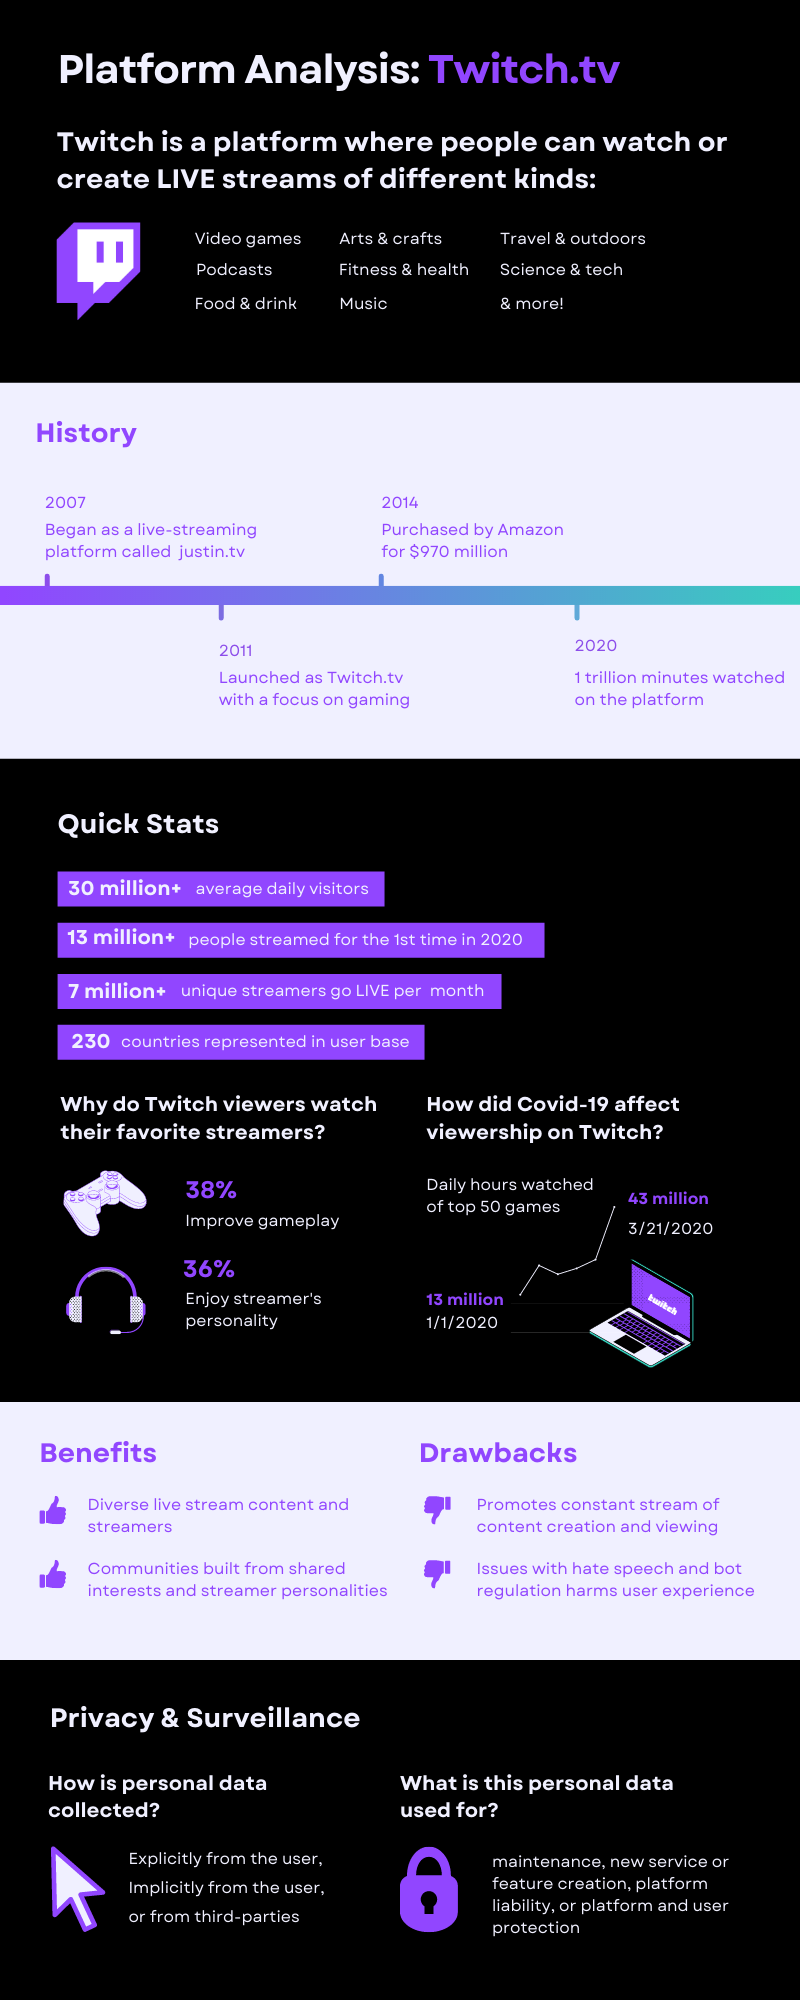 Platform Analysis: Twitch.tv
Twitch is a platform where people can watch or
create LIVE streams of different kinds:
Video games
Podcasts
Food & drink
Arts & crafts
Fitness & health
Music
Travel & outdoors
Science & tech
& more!
History
2007
Began as a live-streaming
platform called justin.tv
2011
Launched as Twitch.tv
with a focus on gaming
2014
Purchased by Amazon
for $970 million
2020
1 trillion minutes watched
on the platform
Quick Stats
30 million+ average daily visitors
13 million+ people streamed for the 1st time in 2020
7 million+ unique streamers go LIVE per month
230 countries represented in user base
Why do Twitch viewers watch
their favorite streamers?
38%
Improve gameplay
36%
Enjoy streamer's
personality
How did Covid-19 affect
viewership on Twitch?
Daily hours watched
of top 50 games
43 million
3/21/2020
13 million
1/1/2020
twitch
Benefits
Diverse live stream content and
streamers
Communities built from shared
interests and streamer personalities
Drawbacks
Promotes constant stream of
content creation and viewing
Issues with hate speech and bot
regulation harms user experience
Privacy & Surveillance
How is personal data
collected?
Explicitly from the user,
Implicitly from the user,
or from third-parties
What is this personal data
used for?
maintenance, new service or
feature creation, platform
liability, or platform and user
protection